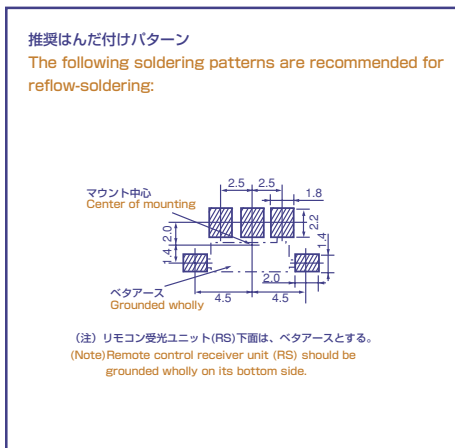 推奨はんだ付けパターン
The following soldering patterns are recommended for
reflow-soldering:
2.5 2.5
1.8
マウント中心
Center of mounting
2.2
2.0
1.4
1.4
2.0
ベタアース
Grounded wholly
4.5 4.5
（注）リモコン受光ユニット(RS)下面は、ベタアースとする。
(Note)Remote control receiver unit (RS) should be
grounded wholly on its bottom side.